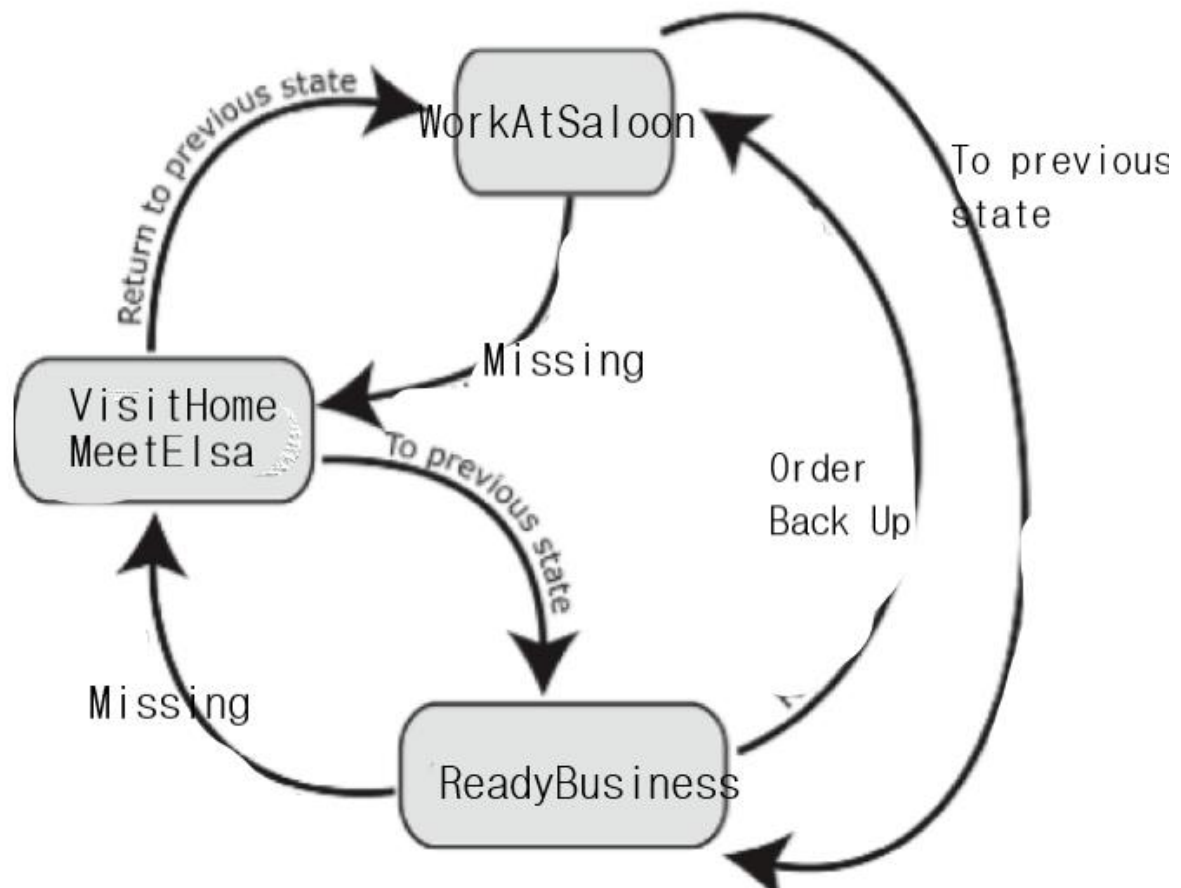 Return to previous state
WorkAtSaloon
To previous
state
Missing
VisitHome
MeetElsa
To previous state
Order
Back Up
Missing
ReadyBusiness